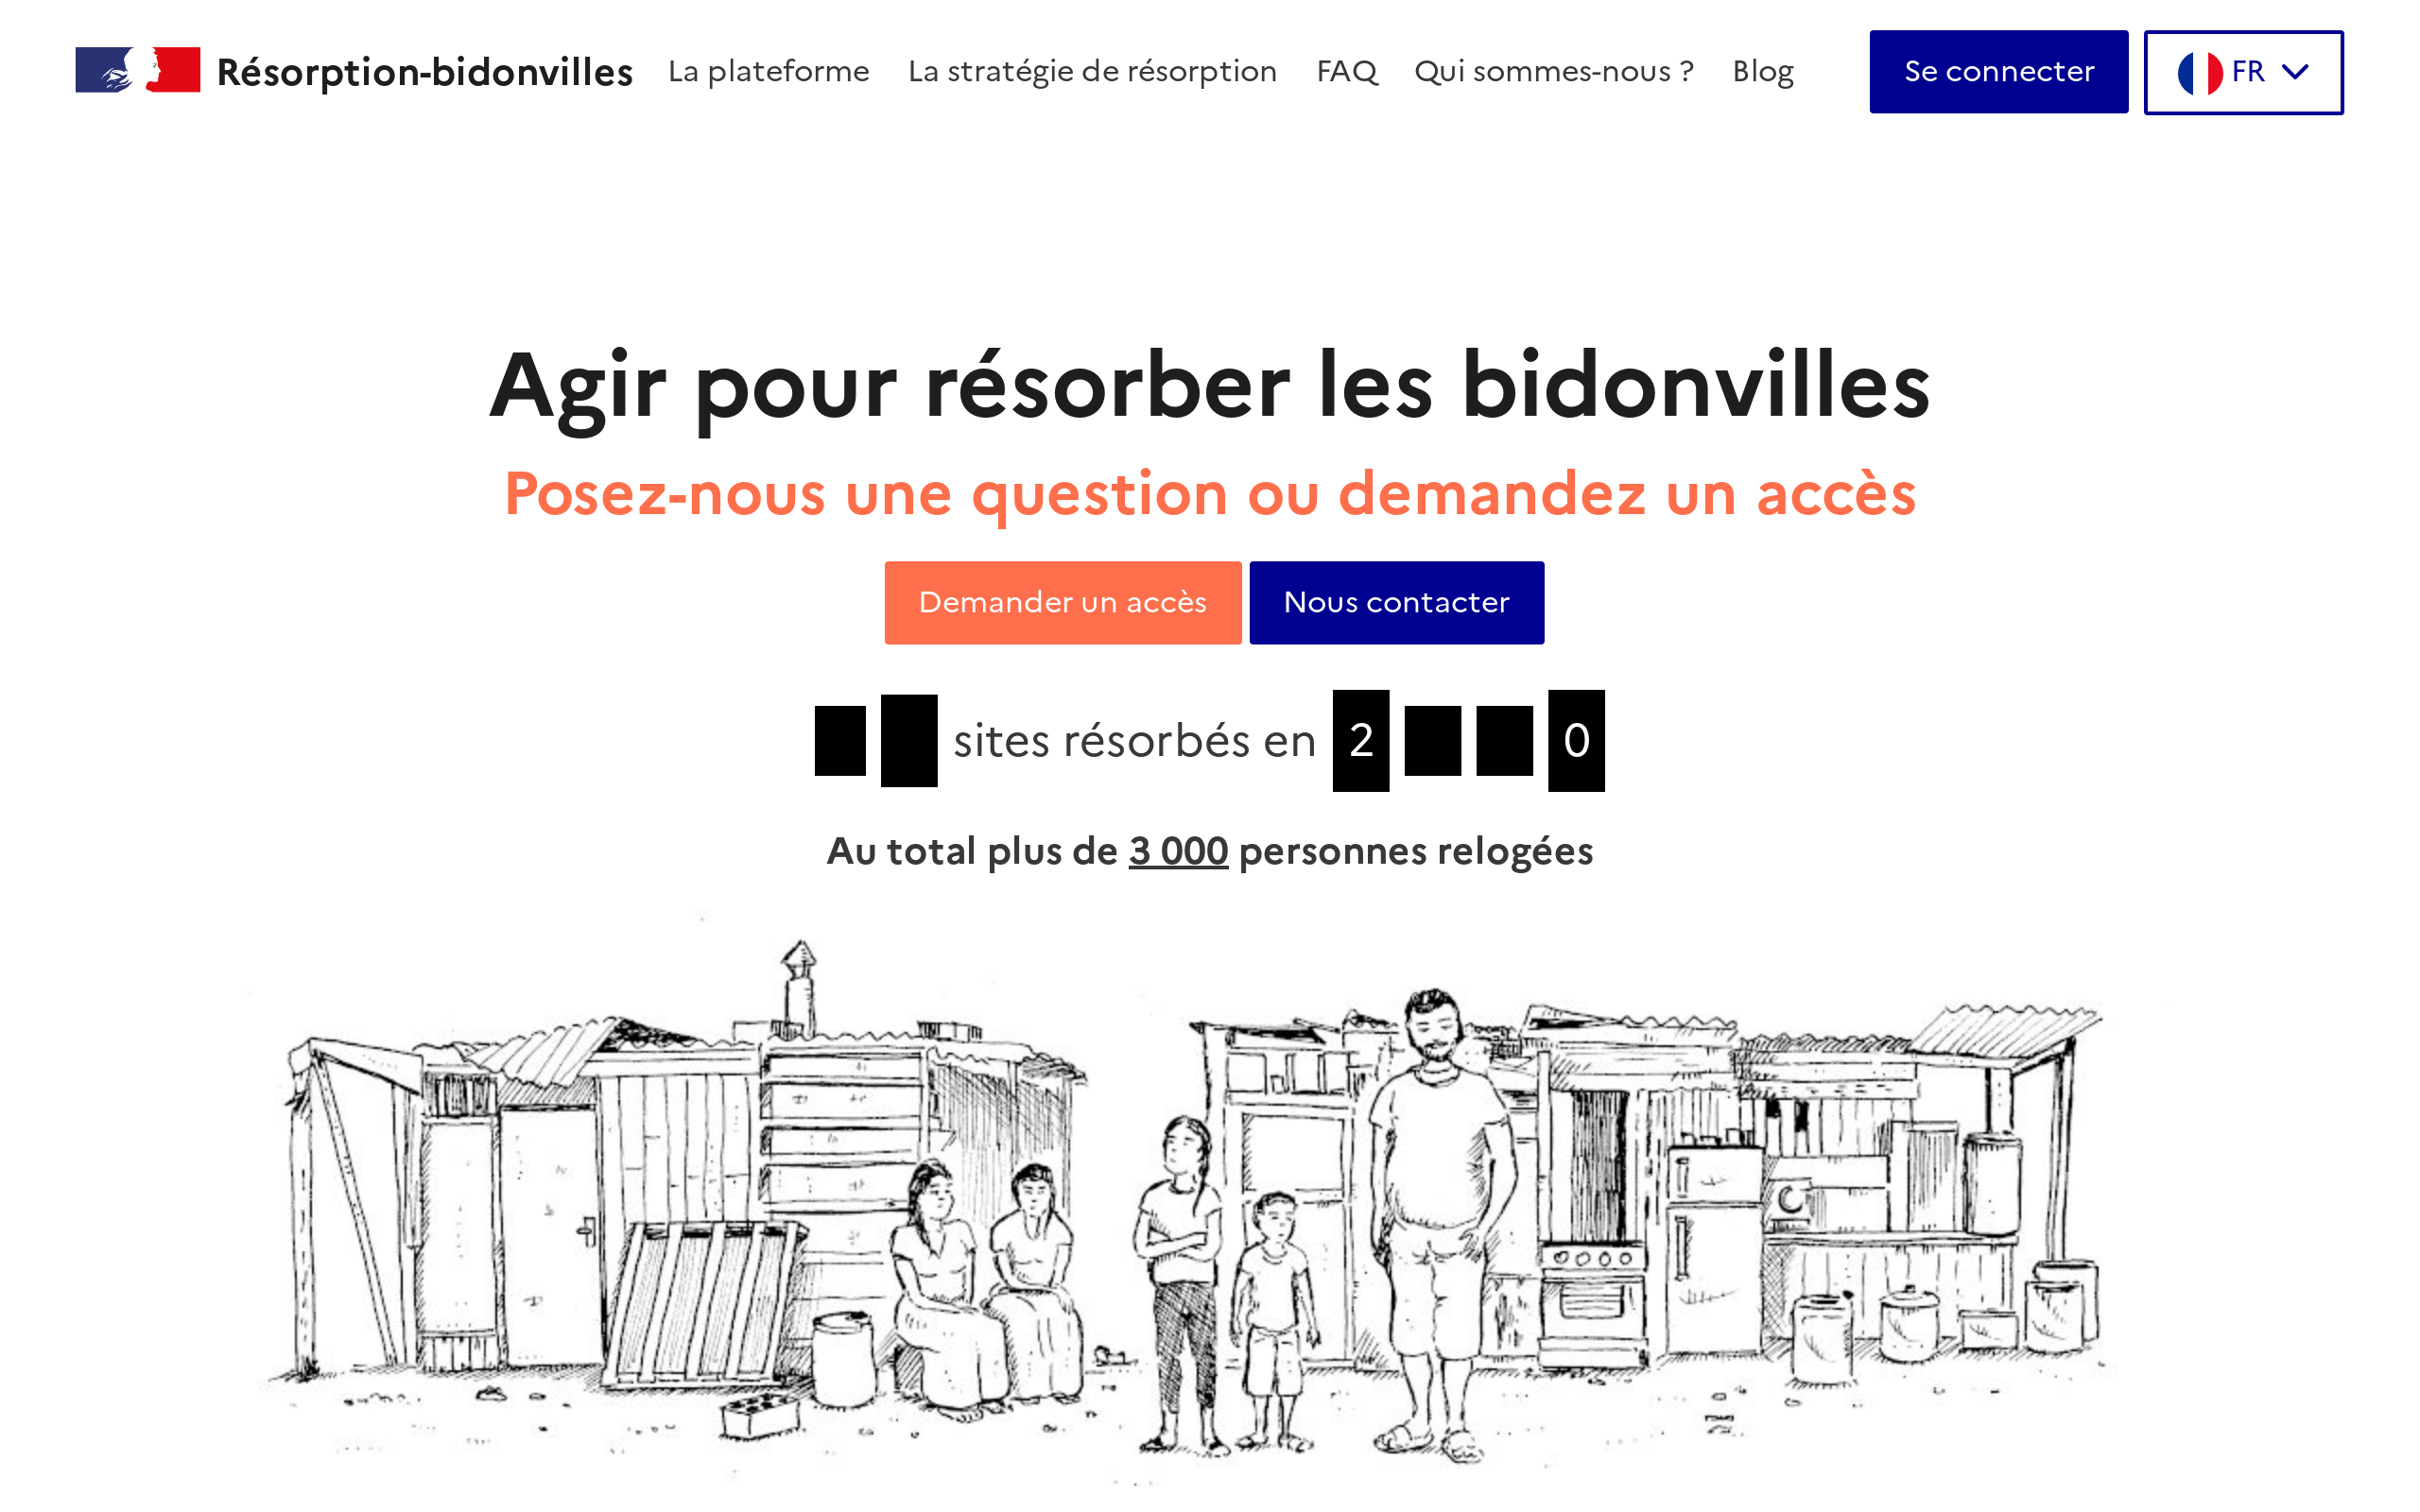 Résorption-bidonvilles
La plateforme
La stratégie de résorption
FAQ
Qui sommes-nous ?
Blog
Se connecter
FR
Agir pour résorber les bidonvilles
Posez-nous une question ou demandez un accès
Demander un accès
Nous contacter
sites résorbés en 2 0
Au total plus de 3 000 personnes relogées